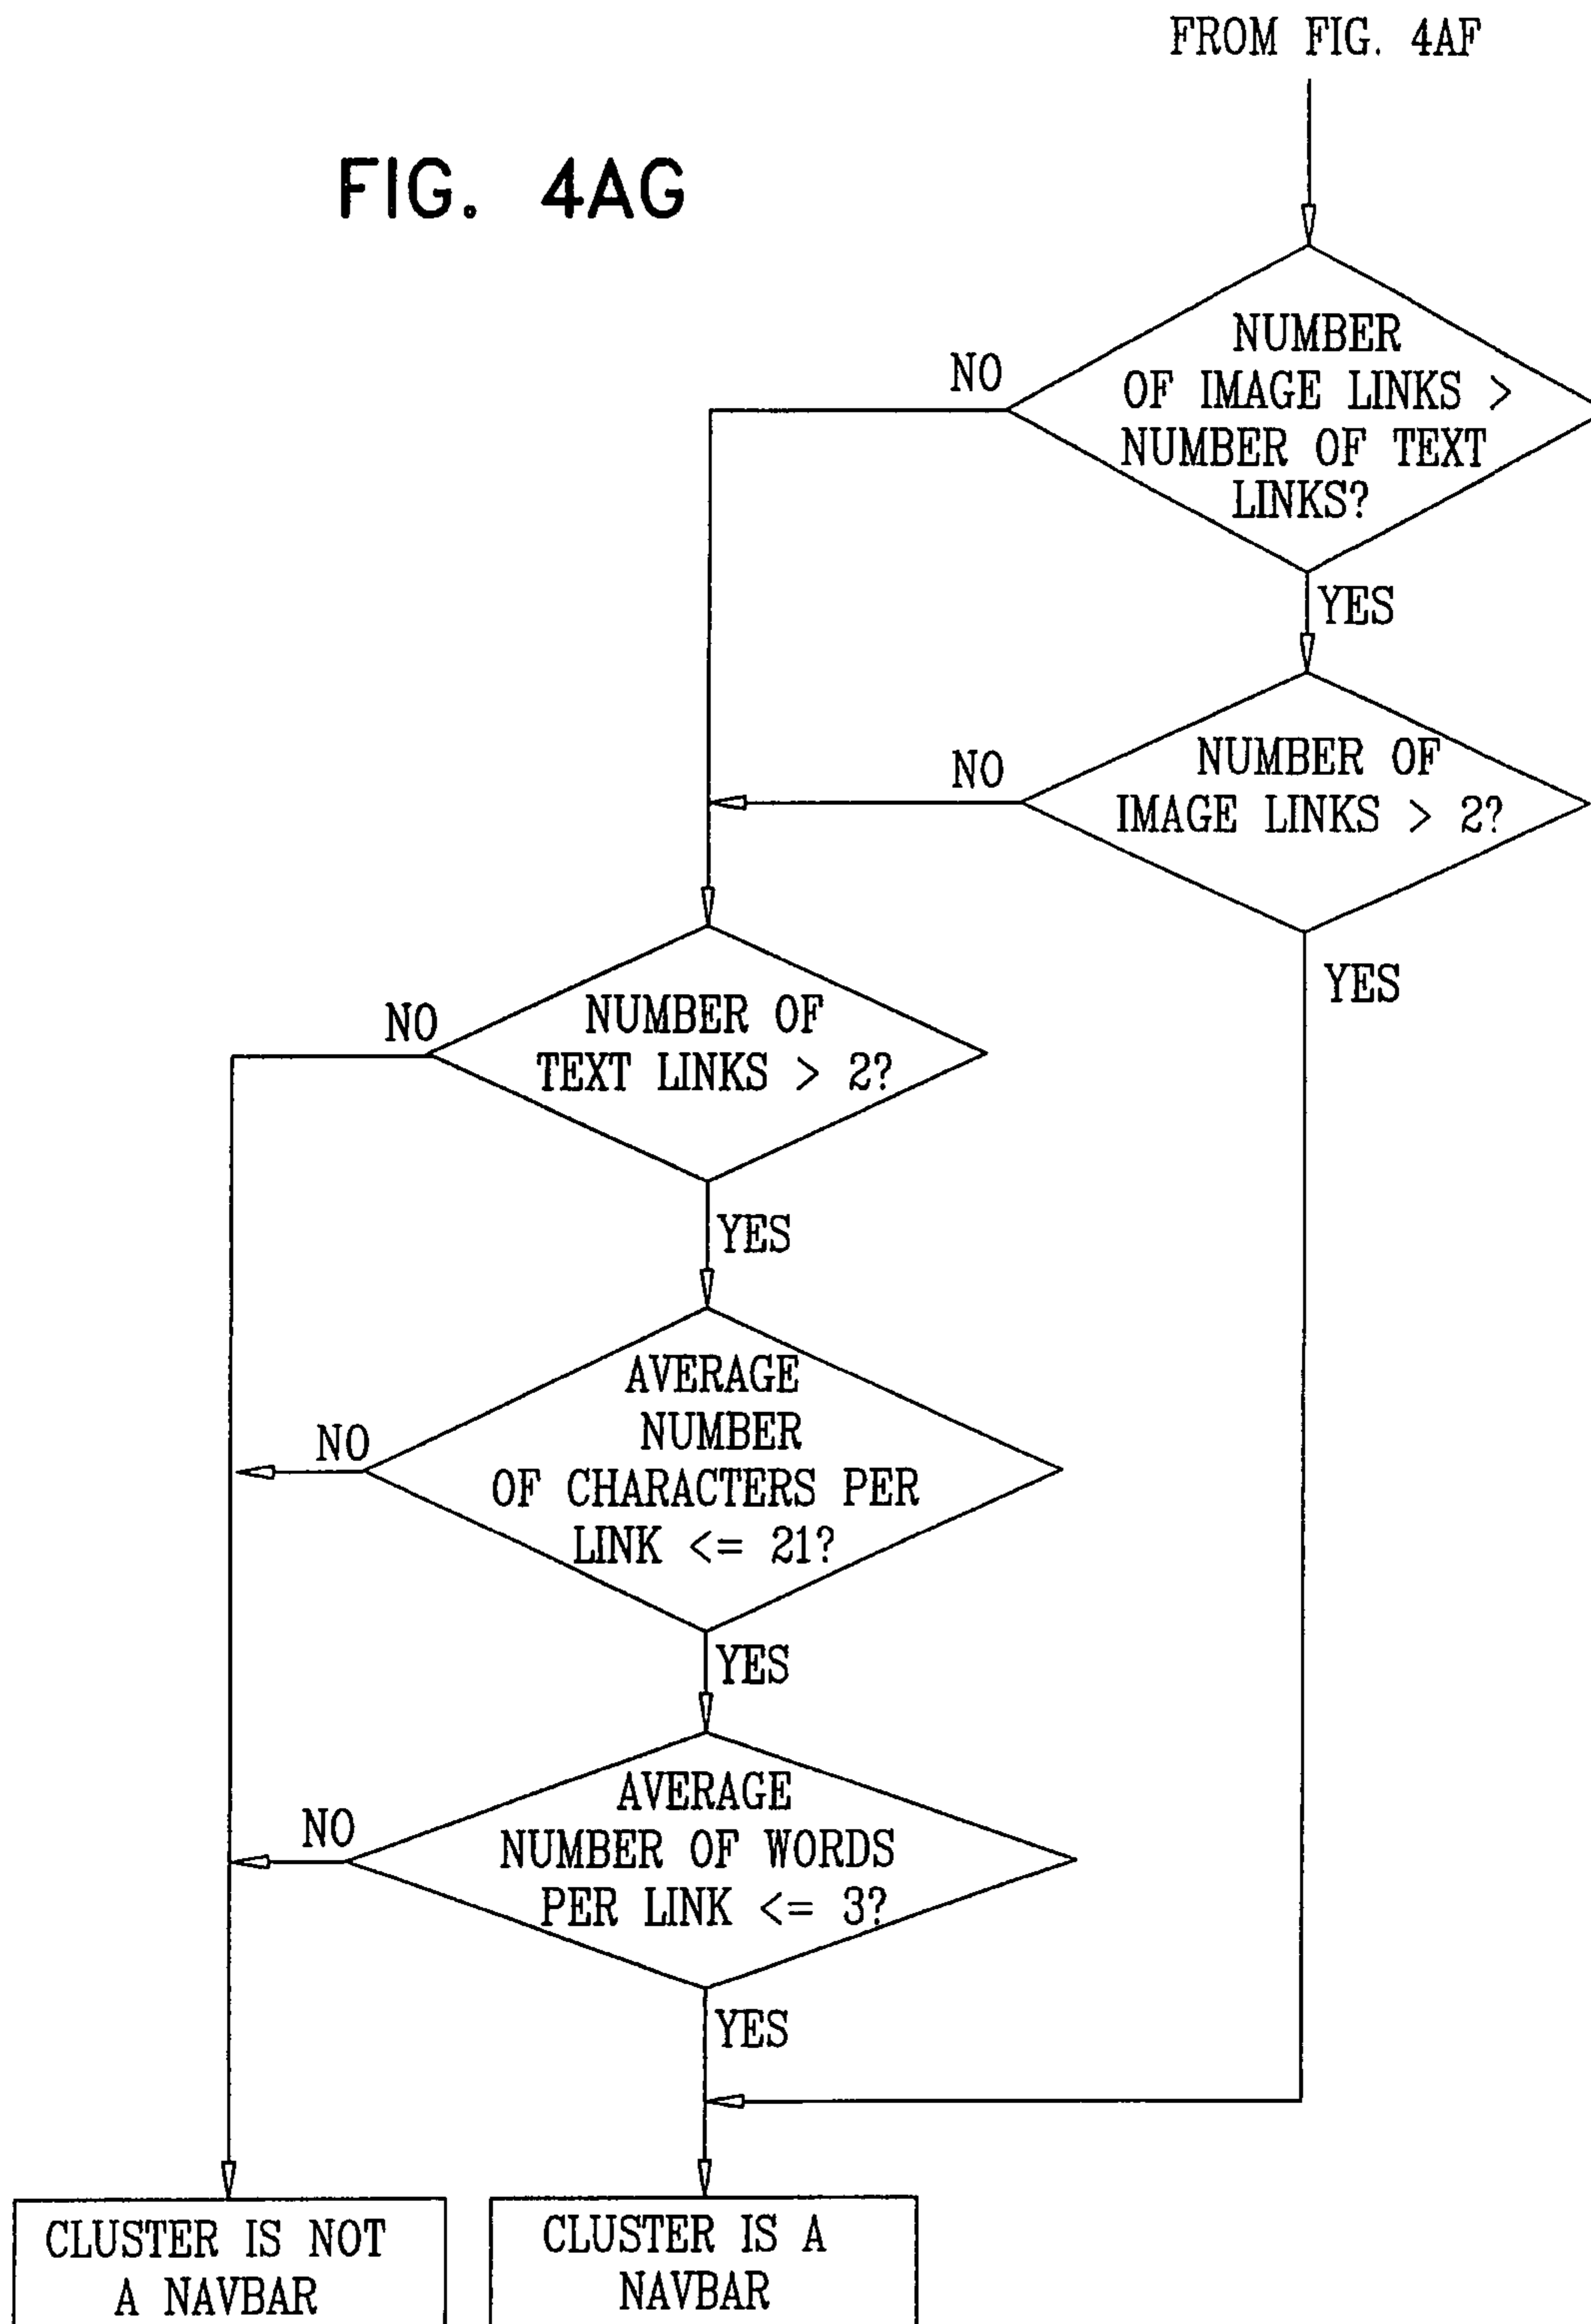 FROM FIG. 4AF
FIG. 4AG
NUMBER
OF IMAGE LINKS >
NUMBER OF TEXT
LINKS?
NO
YES
NUMBER OF
IMAGE LINKS > 2?
NO
YES
NUMBER OF
TEXT LINKS > 2?
NO
YES
AVERAGE
NUMBER
OF CHARACTERS PER
LINK <= 21?
NO
YES
AVERAGE
NUMBER OF WORDS
PER LINK <= 3?
NO
YES
CLUSTER IS NOT
A NAVBAR
CLUSTER IS A
NAVBAR